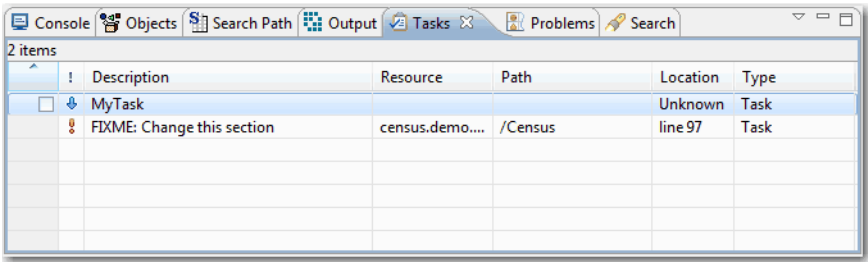 Console Objects Search Path Output Tasks Problems Search
2 items
! Description Resource Path Location Type
MyTask Unknown Task
FIXME: Change this section census.demo.... /Census line 97 Task